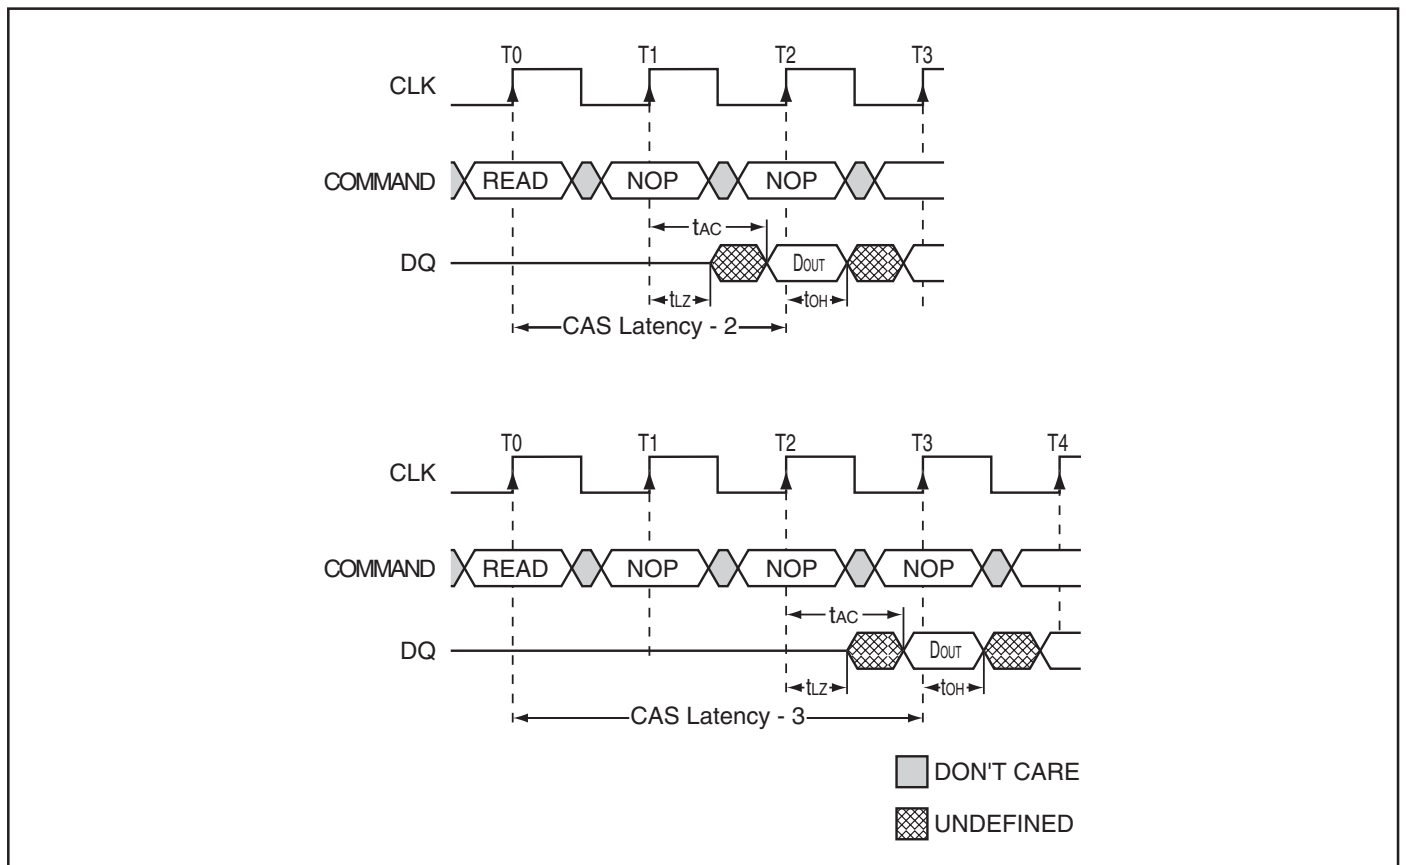 T0 T1 T2 T3
CLK
COMMAND READ NOP NOP
tAC
DQ DOUT
tLZ tOH
CAS Latency - 2
T0 T1 T2 T3 T4
CLK
COMMAND READ NOP NOP NOP
tAC
DQ DOUT
tLZ tOH
CAS Latency - 3
DON'T CARE
UNDEFINED